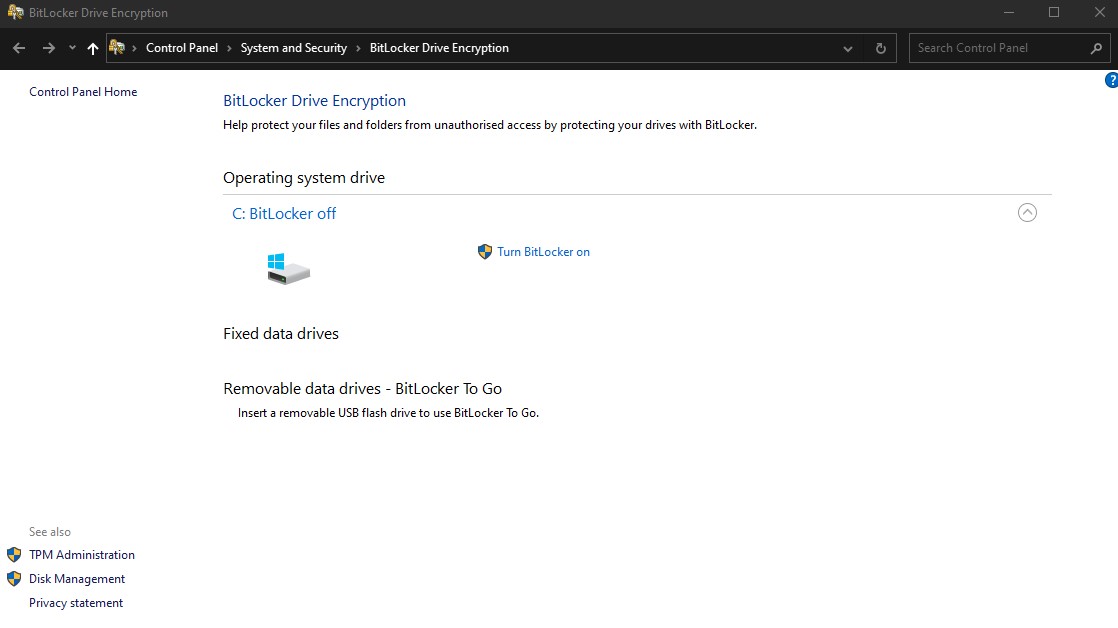 BitLocker Drive Encryption
Control Panel › System and Security › BitLocker Drive Encryption
Search Control Panel
Control Panel Home
BitLocker Drive Encryption
Help protect your files and folders from unauthorised access by protecting your drives with BitLocker.
Operating system drive
C: BitLocker off
Turn BitLocker on
Fixed data drives
Removable data drives - BitLocker To Go
Insert a removable USB flash drive to use BitLocker To Go.
See also
TPM Administration
Disk Management
Privacy statement